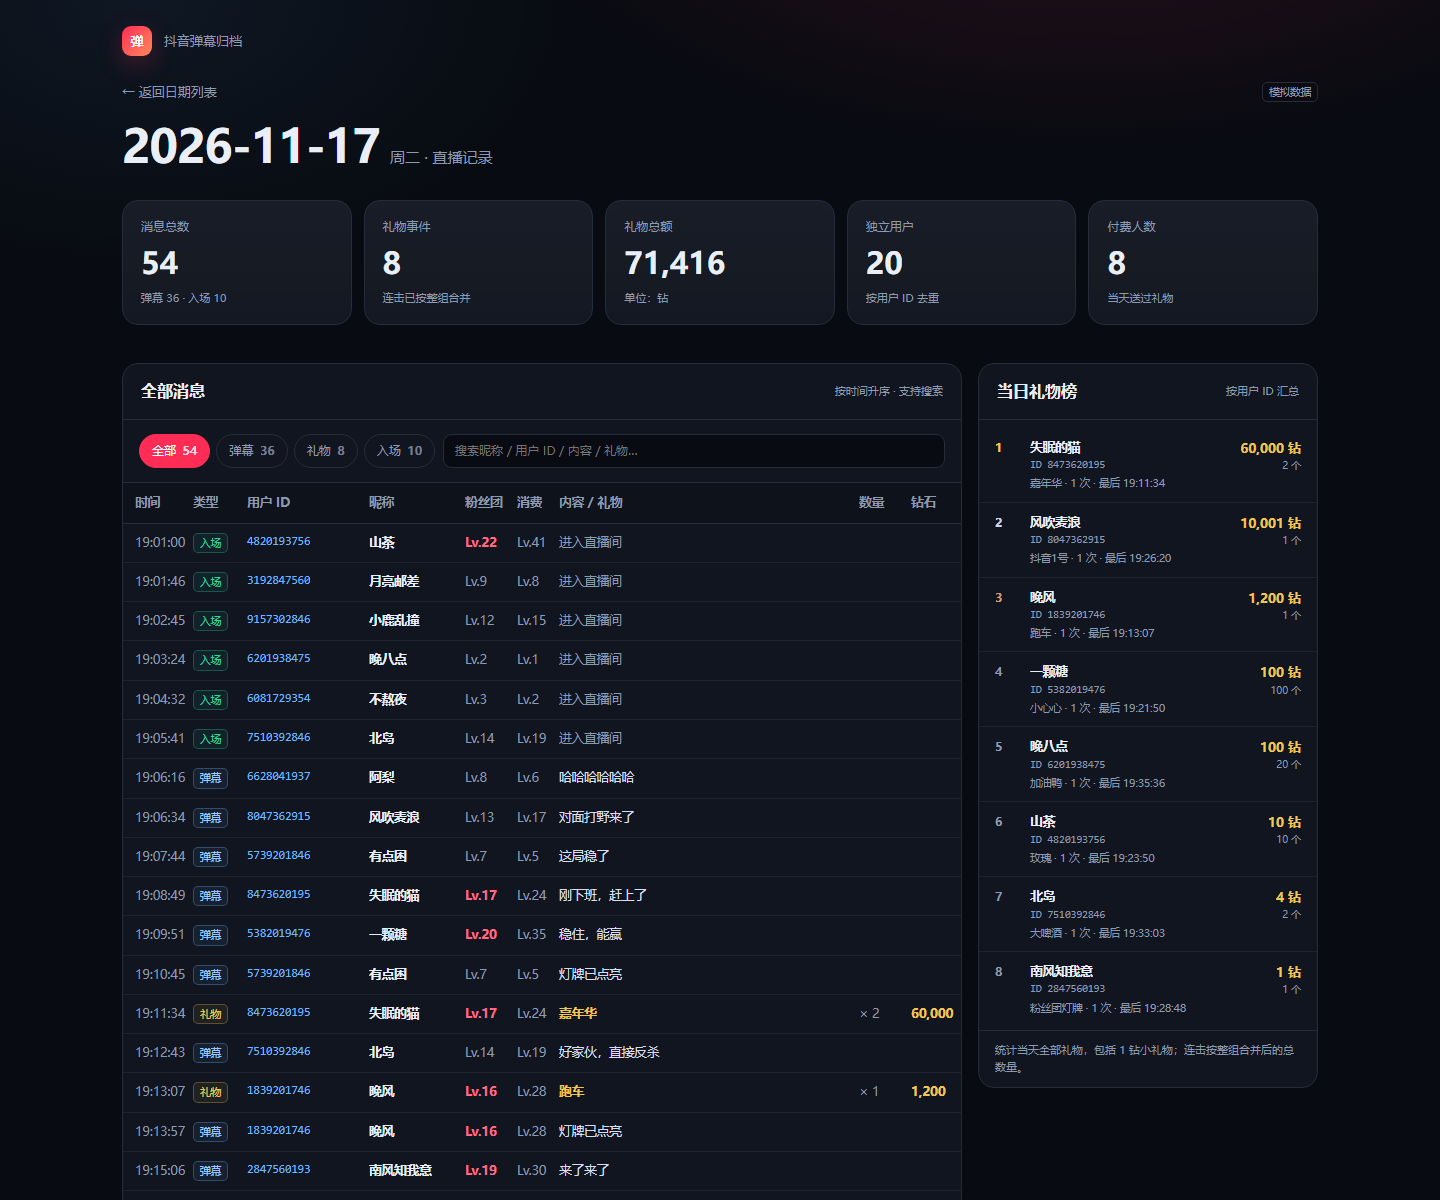 弹 抖音弹幕归档
← 返回日期列表
模拟数据
2026-11-17 周二 · 直播记录
消息总数
54
弹幕 36 · 入场 10
礼物事件
8
连击已按整组合并
礼物总额
71,416
单位：钻
独立用户
20
按用户 ID 去重
付费人数
8
当天送过礼物
全部消息
按时间升序 · 支持搜索
全部 54 弹幕 36 礼物 8 入场 10 搜索昵称 / 用户 ID / 内容 / 礼物...
时间 类型 用户 ID 昵称 粉丝团 消费 内容 / 礼物 数量 钻石
19:01:00 入场 4820193756 山茶 Lv.22 Lv.41 进入直播间
19:01:46 入场 3192847560 月亮邮差 Lv.9 Lv.8 进入直播间
19:02:45 入场 9157302846 小鹿乱撞 Lv.12 Lv.15 进入直播间
19:03:24 入场 6201938475 晚八点 Lv.2 Lv.1 进入直播间
19:04:32 入场 6081729354 不熬夜 Lv.3 Lv.2 进入直播间
19:05:41 入场 7510392846 北岛 Lv.14 Lv.19 进入直播间
19:06:16 弹幕 6628041937 阿梨 Lv.8 Lv.6 哈哈哈哈哈哈
19:06:34 弹幕 8047362915 风吹麦浪 Lv.13 Lv.17 对面打野来了
19:07:44 弹幕 5739201846 有点困 Lv.7 Lv.5 这局稳了
19:08:49 弹幕 8473620195 失眠的猫 Lv.17 Lv.24 刚下班，赶上了
19:09:51 弹幕 5382019476 一颗糖 Lv.20 Lv.35 稳住，能赢
19:10:45 弹幕 5739201846 有点困 Lv.7 Lv.5 灯牌已点亮
19:11:34 礼物 8473620195 失眠的猫 Lv.17 Lv.24 嘉年华 × 2 60,000
19:12:43 弹幕 7510392846 北岛 Lv.14 Lv.19 好家伙，直接反杀
19:13:07 礼物 1839201746 晚风 Lv.16 Lv.28 跑车 × 1 1,200
19:13:57 弹幕 1839201746 晚风 Lv.16 Lv.28 灯牌已点亮
19:15:06 弹幕 2847560193 南风知我意 Lv.19 Lv.30 来了来了
当日礼物榜
按用户 ID 汇总
1 失眠的猫 60,000 钻
ID 8473620195 2 个
嘉年华 · 1 次 · 最后 19:11:34
2 风吹麦浪 10,001 钻
ID 8047362915 1 个
抖音1号 · 1 次 · 最后 19:26:20
3 晚风 1,200 钻
ID 1839201746 1 个
跑车 · 1 次 · 最后 19:13:07
4 一颗糖 100 钻
ID 5382019476 100 个
小心心 · 1 次 · 最后 19:21:50
5 晚八点 100 钻
ID 6201938475 20 个
加油鸭 · 1 次 · 最后 19:35:36
6 山茶 10 钻
ID 4820193756 10 个
玫瑰 · 1 次 · 最后 19:23:50
7 北岛 4 钻
ID 7510392846 2 个
大啤酒 · 1 次 · 最后 19:33:03
8 南风知我意 1 钻
ID 2847560193 1 个
粉丝团灯牌 · 1 次 · 最后 19:28:48
统计当天全部礼物，包括 1 钻小礼物；连击按整组合并后的总
数量。